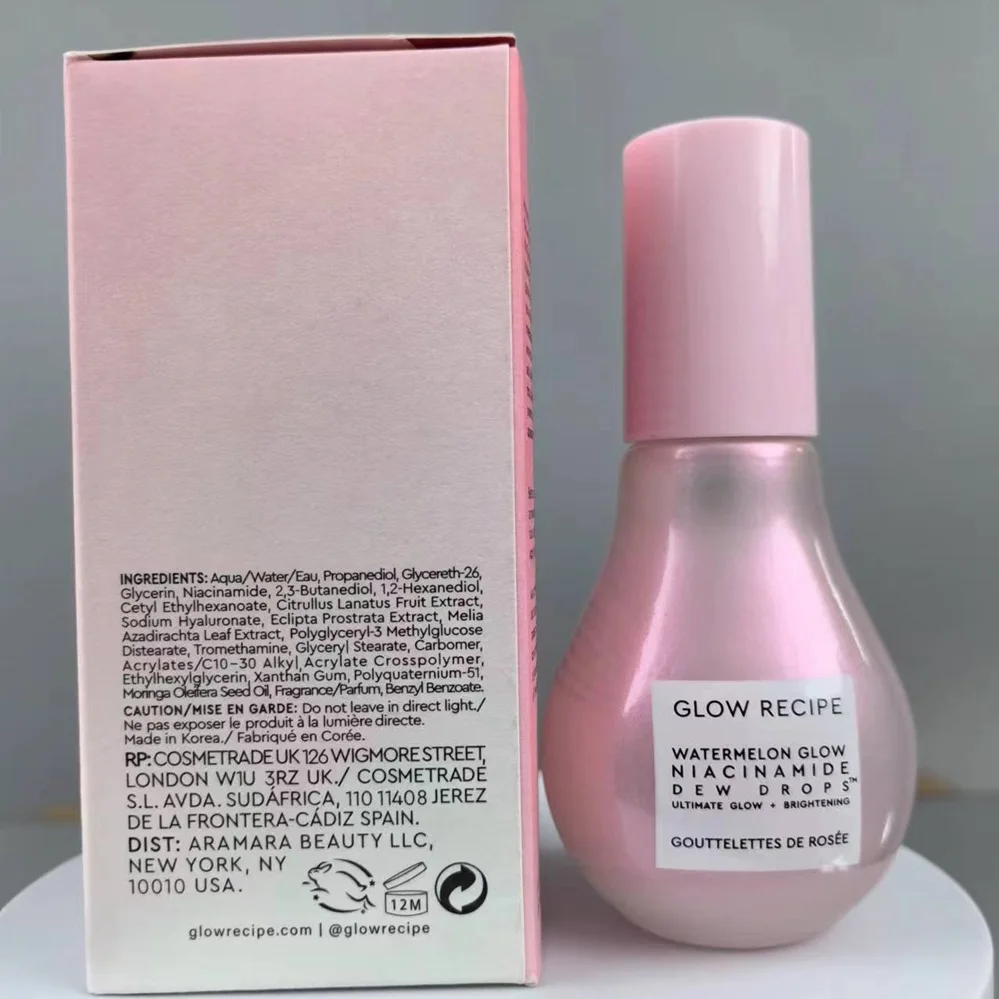 INGREDIENTS: Aqua/Water/Eau, Propanediol, Glycereth-26,
Glycerin, Niacinamide, 2,3-Butanediol, 1,2-Hexanediol,
Cetyl Ethylhexanoate, Citrullus Lanatus Fruit Extract,
Sodium Hyaluronate, Eclipta Prostrata Extract, Melia
Azadirachta Leaf Extract, Polyglyceryl-3 Methylglucose
Distearate, Tromethamine, Glyceryl Stearate, Carbomer,
Acrylates/C10-30 Alkyl Acrylate Crosspolymer,
Ethylhexylglycerin, Xanthan Gum, Polyquaternium-51,
Moringa Oleifera Seed Oil, Fragrance/Parfum, Benzyl Benzoate.
CAUTION/MISE EN GARDE: Do not leave in direct light./
Ne pas exposer le produit à la lumière directe.
Made in Korea./ Fabriqué en Corée.
RP: COSMETRADE UK 126 WIGMORE STREET,
LONDON W1U 3RZ UK./ COSMETRADE
S.L. AVDA. SUDÁFRICA, 110 11408 JEREZ
DE LA FRONTERA-CÁDIZ SPAIN.
DIST: ARAMARA BEAUTY LLC,
NEW YORK, NY
10010 USA.
12M
glowrecipe.com | @glowrecipe
GLOW RECIPE
WATERMELON GLOW
NIACINAMIDE
DEW DROPS™
ULTIMATE GLOW + BRIGHTENING
GOUTTELETTES DE ROSÉE